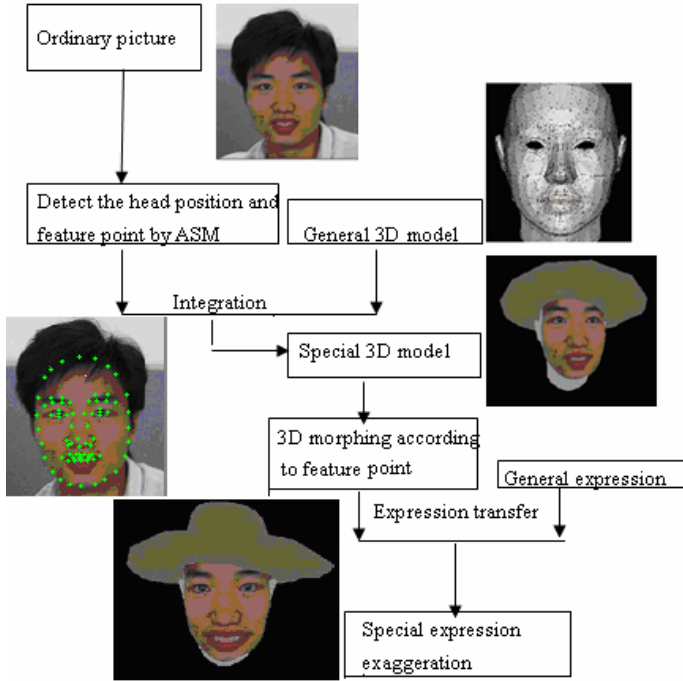 Ordinary picture
Detect the head position and
feature point by ASM
General 3D model
Integration
Special 3D model
3D morphing according
to feature point
General expression
Expression transfer
Special expression
exaggeration